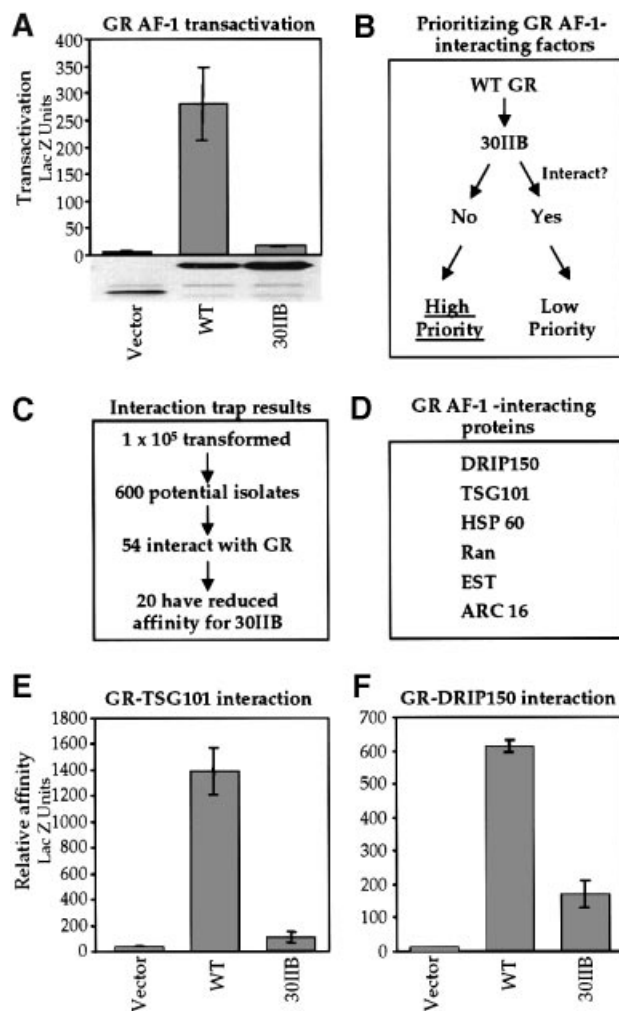 A
GR AF-1 transactivation
Transactivation
Lac Z Units
400
350
300
250
200
150
100
50
0
Vector
WT
30IIB
B
Prioritizing GR AF-1-
interacting factors
WT GR
30IIB
Interact?
No
Yes
High
Priority
Low
Priority
C
Interaction trap results
1 x 10⁵ transformed
600 potential isolates
54 interact with GR
20 have reduced
affinity for 30IIB
D
GR AF-1 -interacting
proteins
DRIP150
TSG101
HSP 60
Ran
EST
ARC 16
E
GR-TSG101 interaction
Relative affinity
Lac Z Units
1800
1600
1400
1200
1000
800
600
400
200
0
Vector
WT
30IIB
F
GR-DRIP150 interaction
700
600
500
400
300
200
100
0
Vector
WT
30IIB